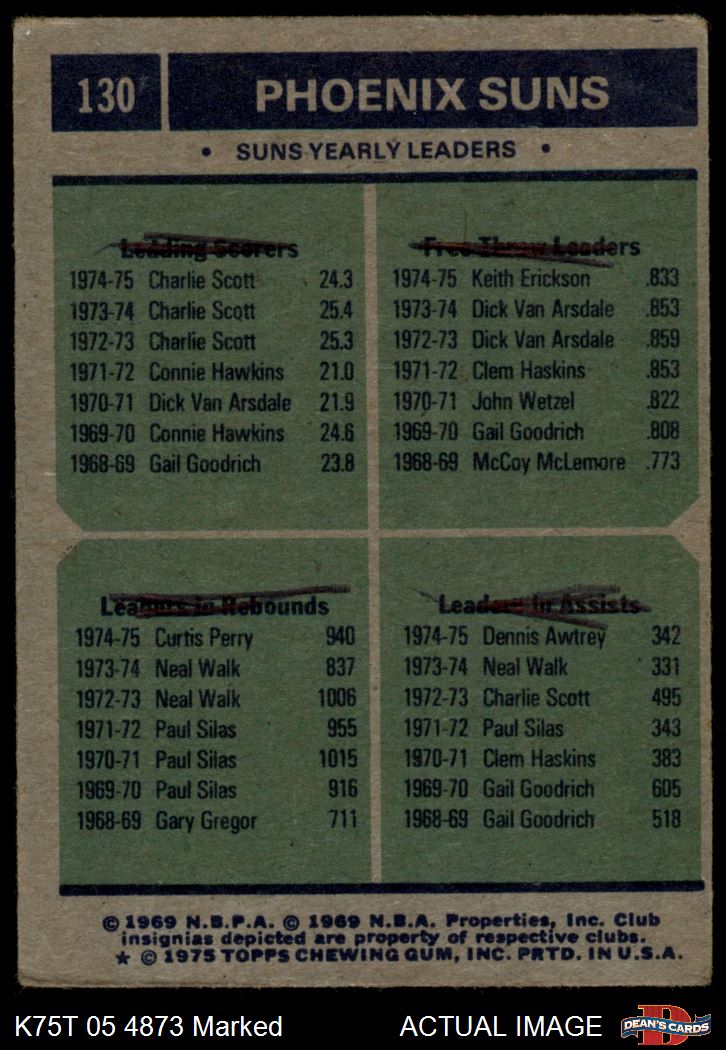 130 PHOENIX SUNS
• SUNS YEARLY LEADERS •
Leading Scorers
1974-75 Charlie Scott 24.3
1973-74 Charlie Scott 25.4
1972-73 Charlie Scott 25.3
1971-72 Connie Hawkins 21.0
1970-71 Dick Van Arsdale 21.9
1969-70 Connie Hawkins 24.6
1968-69 Gail Goodrich 23.8
Free Throw Leaders
1974-75 Keith Erickson .833
1973-74 Dick Van Arsdale .853
1972-73 Dick Van Arsdale .859
1971-72 Clem Haskins .853
1970-71 John Wetzel .822
1969-70 Gail Goodrich .808
1968-69 McCoy McLemore .773
Leaders in Rebounds
1974-75 Curtis Perry 940
1973-74 Neal Walk 837
1972-73 Neal Walk 1006
1971-72 Paul Silas 955
1970-71 Paul Silas 1015
1969-70 Paul Silas 916
1968-69 Gary Gregor 711
Leaders in Assists
1974-75 Dennis Awtrey 342
1973-74 Neal Walk 331
1972-73 Charlie Scott 495
1971-72 Paul Silas 343
1970-71 Clem Haskins 383
1969-70 Gail Goodrich 605
1968-69 Gail Goodrich 518
© 1969 N.B.P.A. © 1969 N.B.A. Properties, Inc. Club
insignias depicted are property of respective clubs.
★ © 1975 TOPPS CHEWING GUM, INC. PRTD. IN U.S.A.
K75T 05 4873 Marked ACTUAL IMAGE
D
DEAN'S CARDS